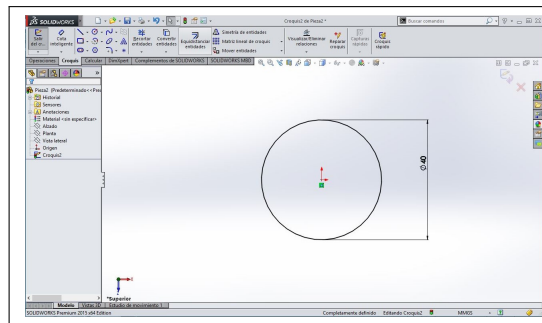 SOLIDWORKS
Croquis2 de Pieza2 *
Buscar comandos
Salir del cr...
Cota inteligente
Recortar entidades
Convertir entidades
Equidistanciar entidades
Simetría de entidades
Matriz lineal de croquis
Mover entidades
Visualizar/Eliminar relaciones
Reparar croquis
Capturas rápidas
Croquis rápido
Operaciones
Croquis
Calcular
DimXpert
Complementos de SOLIDWORKS
SOLIDWORKS MBD
Pieza2 (Predeterminado<<Pre
Historial
Sensores
Anotaciones
Material <sin especificar>
Alzado
Planta
Vista lateral
Origen
Croquis2
Ø 40
*Superior
Modelo
Vistas 3D
Estudio de movimiento 1
SOLIDWORKS Premium 2015 x64 Edition
Completamente definido
Editando Croquis2
MMGS